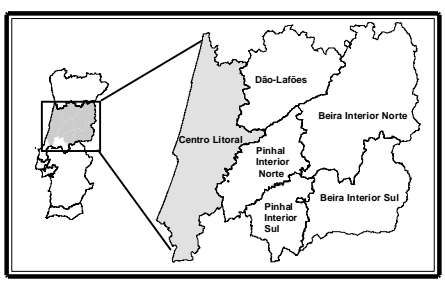 Dão-Lafões
Beira Interior Norte
Centro Litoral
Pinhal
Interior
Norte
Beira Interior Sul
Pinhal
Interior
Sul